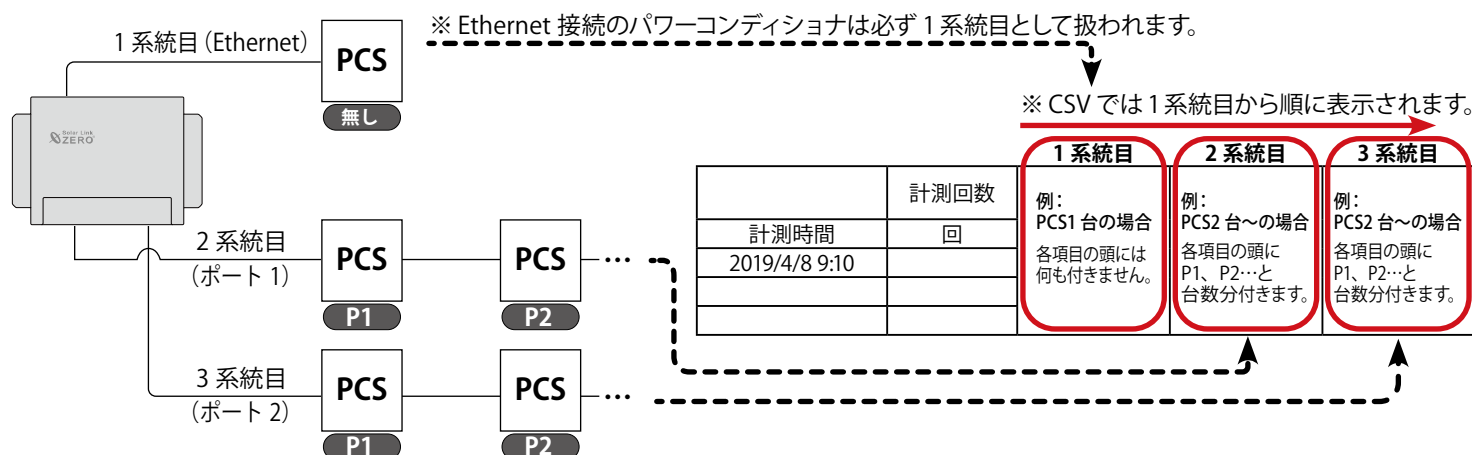 ※ Ethernet 接続のパワーコンディショナは必ず 1 系統目として扱われます。
1 系統目 (Ethernet)
PCS
無し
Solar Link
ZERO
※ CSV では 1 系統目から順に表示されます。
1 系統目
2 系統目
3 系統目
計測回数
計測時間
回
2019/4/8 9:10
例：
PCS1 台の場合
各項目の頭には
何も付きません。
例：
PCS2 台～の場合
各項目の頭に
P1、P2…と
台数分付きます。
例：
PCS2 台～の場合
各項目の頭に
P1、P2…と
台数分付きます。
2 系統目
（ポート 1）
PCS
PCS
…
P1
P2
3 系統目
（ポート 2）
PCS
PCS
…
P1
P2